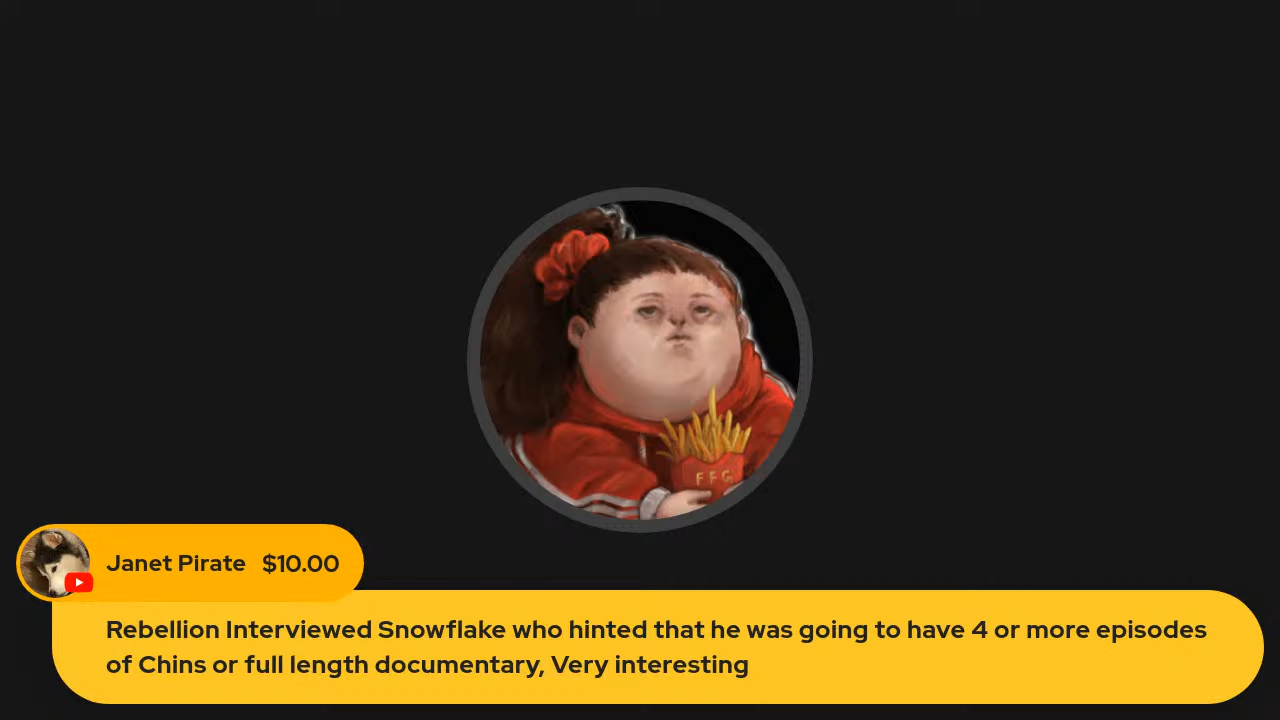 FFG
Janet Pirate $10.00
Rebellion Interviewed Snowflake who hinted that he was going to have 4 or more episodes
of Chins or full length documentary, Very interesting